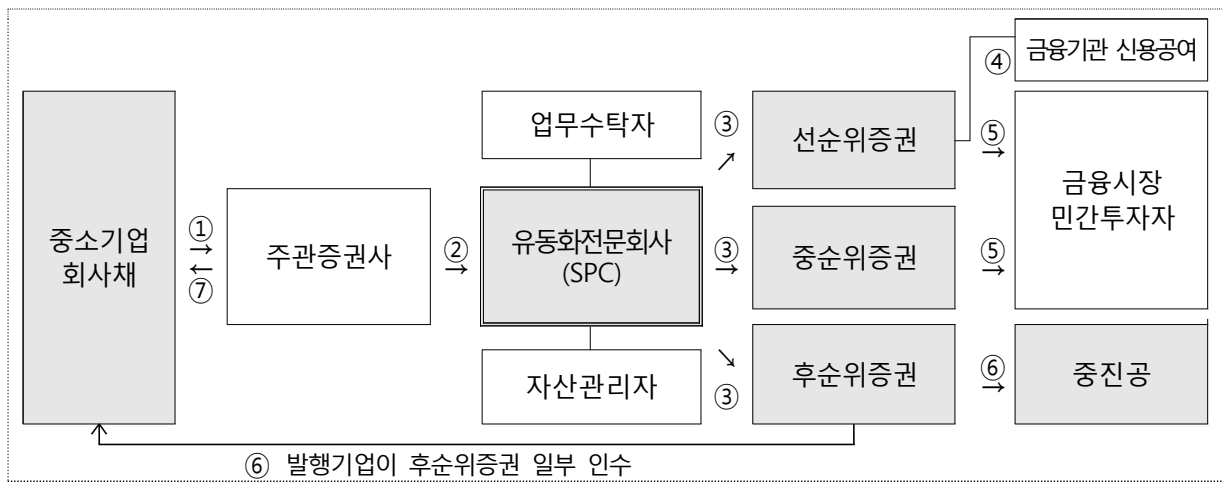 ④ 금융기관 신용공여
업무수탁자
③
↗
선순위증권
⑤
→
금융시장
민간투자자
중소기업
회사채
①
→
←
⑦
주관증권사
②
→
유동화전문회사
(SPC)
③
→
중순위증권
⑤
→
자산관리자
↘
③
후순위증권
⑥
→
중진공
⑥ 발행기업이 후순위증권 일부 인수